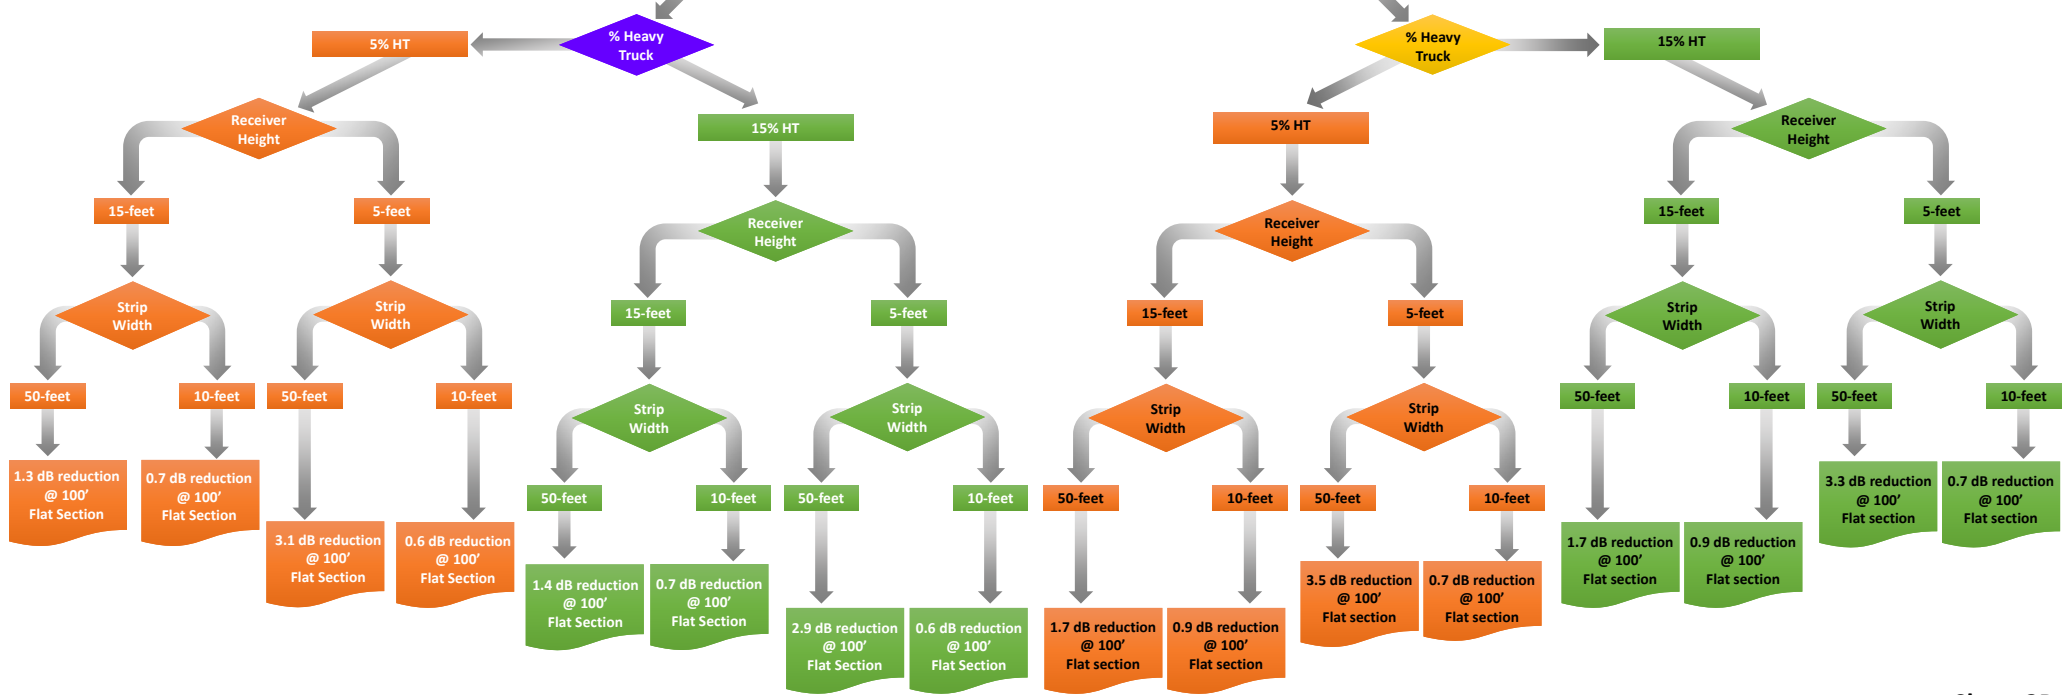 % Heavy
Truck
5% HT
15% HT
Receiver
Height
15-feet
5-feet
Strip
Width
Strip
Width
50-feet
10-feet
50-feet
10-feet
1.3 dB reduction
@ 100'
Flat Section
0.7 dB reduction
@ 100'
Flat Section
3.1 dB reduction
@ 100'
Flat Section
0.6 dB reduction
@ 100'
Flat Section
Receiver
Height
15-feet
5-feet
Strip
Width
Strip
Width
50-feet
10-feet
50-feet
10-feet
1.4 dB reduction
@ 100'
Flat Section
0.7 dB reduction
@ 100'
Flat Section
2.9 dB reduction
@ 100'
Flat Section
0.6 dB reduction
@ 100'
Flat Section
% Heavy
Truck
5% HT
15% HT
Receiver
Height
15-feet
5-feet
Strip
Width
Strip
Width
50-feet
10-feet
50-feet
10-feet
1.7 dB reduction
@ 100'
Flat section
0.9 dB reduction
@ 100'
Flat section
3.5 dB reduction
@ 100'
Flat section
0.7 dB reduction
@ 100'
Flat section
Receiver
Height
15-feet
5-feet
Strip
Width
Strip
Width
50-feet
10-feet
50-feet
10-feet
1.7 dB reduction
@ 100'
Flat section
0.9 dB reduction
@ 100'
Flat section
3.3 dB reduction
@ 100'
Flat section
0.7 dB reduction
@ 100'
Flat section